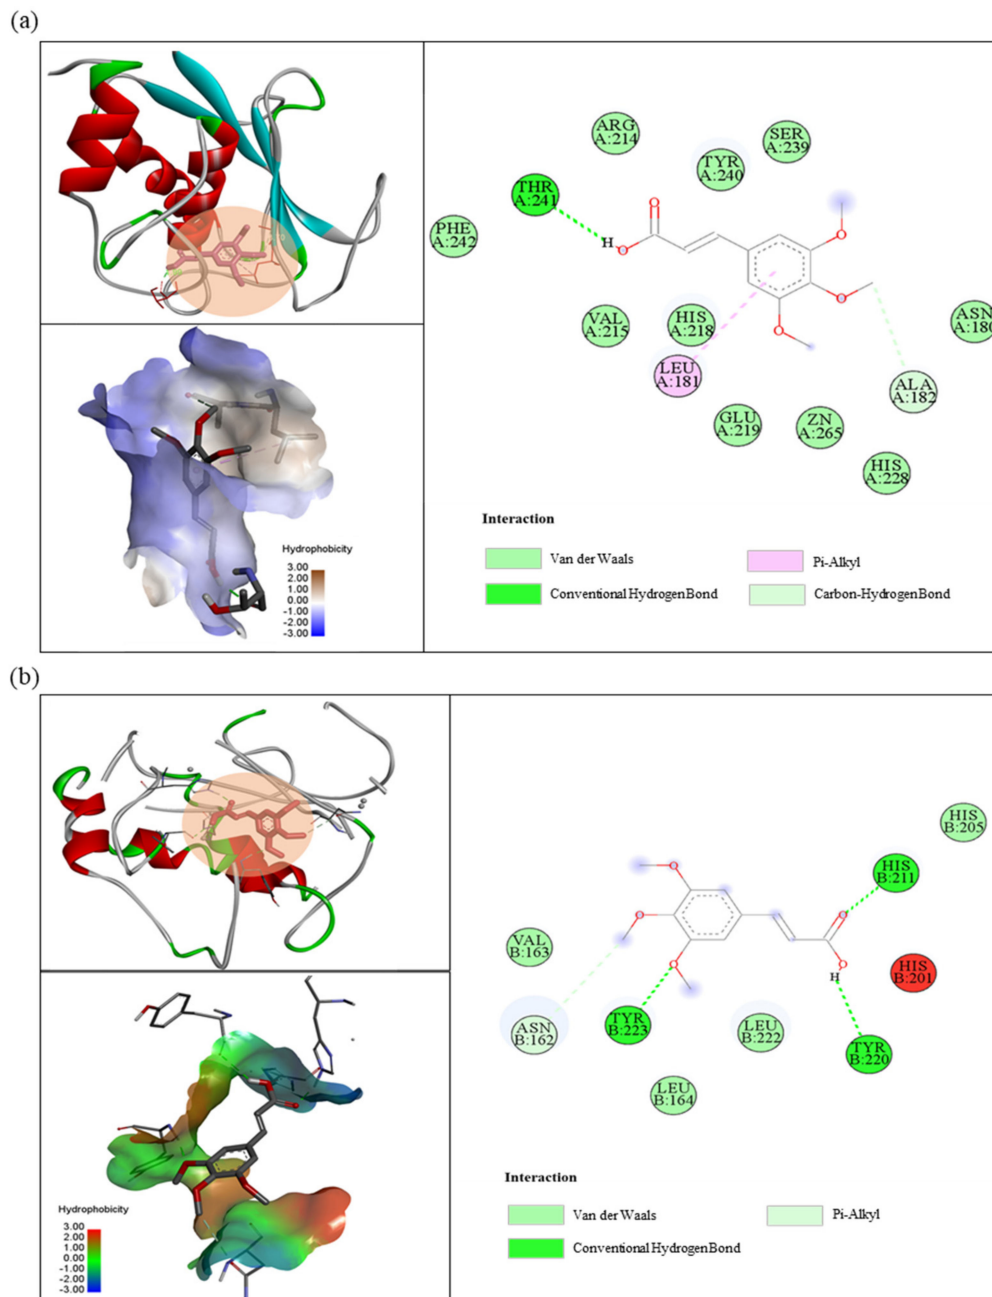 (a)
ARG
A:214
TYR
A:240
SER
A:239
THR
A:241
PHE
A:242
O
H
O
O
O
O
VAL
A:215
HIS
A:218
LEU
A:181
ASN
A:180
ALA
A:182
GLU
A:219
ZN
A:265
HIS
A:228
Hydrophobicity
3.00
2.00
1.00
0.00
-1.00
-2.00
-3.00
Interaction
Van der Waals
Pi-Alkyl
Conventional Hydrogen Bond
Carbon-Hydrogen Bond
(b)
HIS
B:205
HIS
B:211
HIS
B:201
O
O
O
O
O
H
VAL
B:163
ASN
B:162
TYR
B:223
LEU
B:222
TYR
B:220
LEU
B:164
Hydrophobicity
3.00
2.00
1.00
0.00
-1.00
-2.00
-3.00
Interaction
Van der Waals
Pi-Alkyl
Conventional Hydrogen Bond